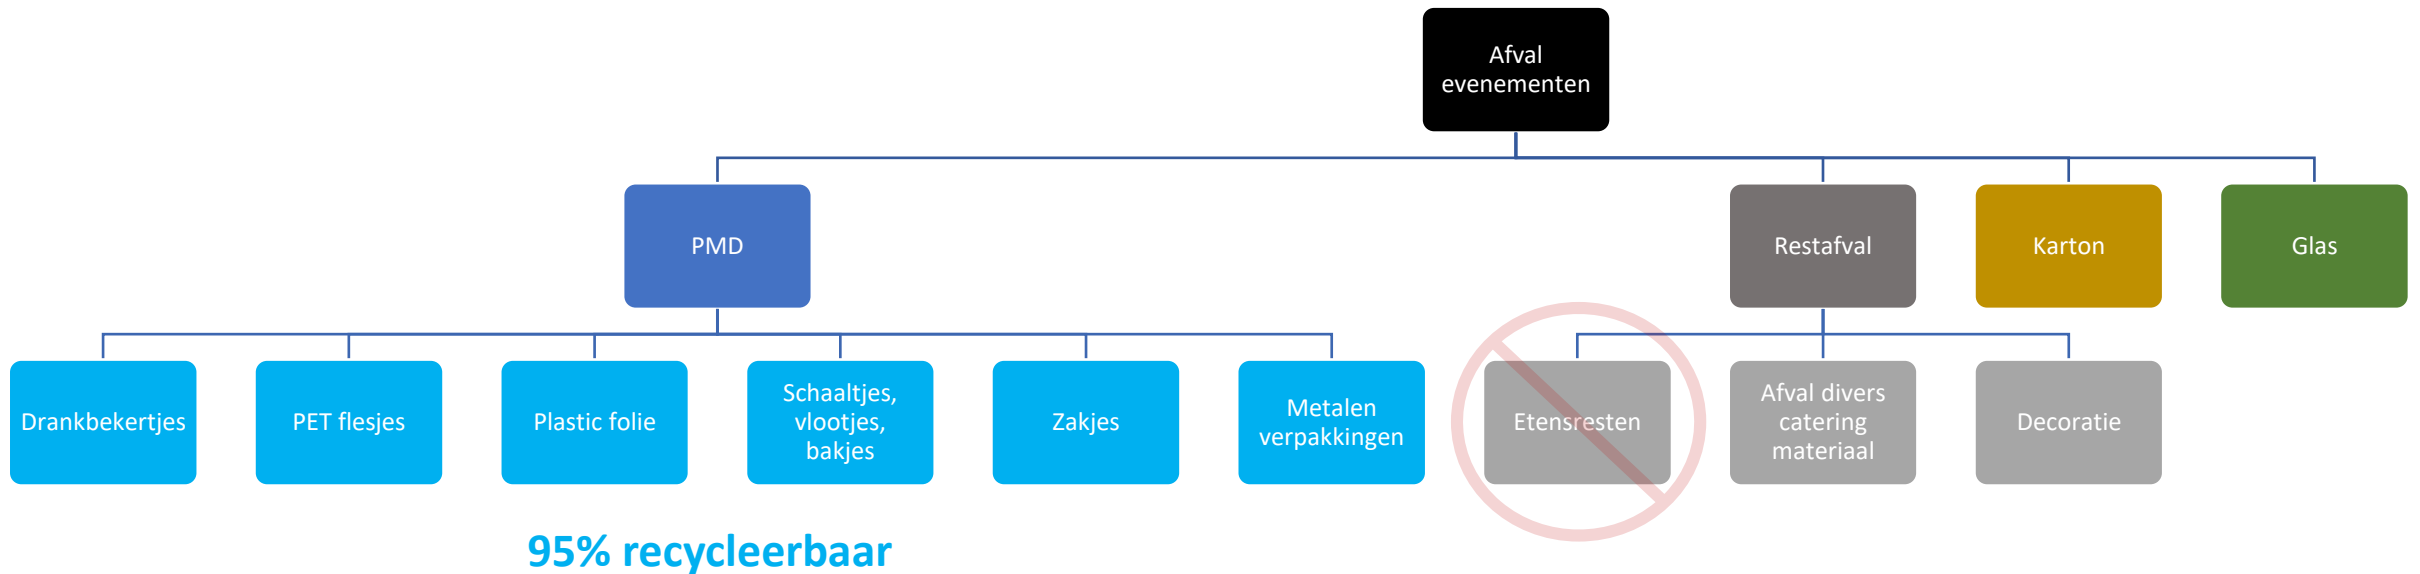 Afval
evenementen
PMD
Restafval
Karton
Glas
Drankbekertjes
PET flesjes
Plastic folie
Schaaltjes,
vlootjes,
bakjes
Zakjes
Metalen
verpakkingen
Etensresten
Afval divers
catering
materiaal
Decoratie
95% recycleerbaar